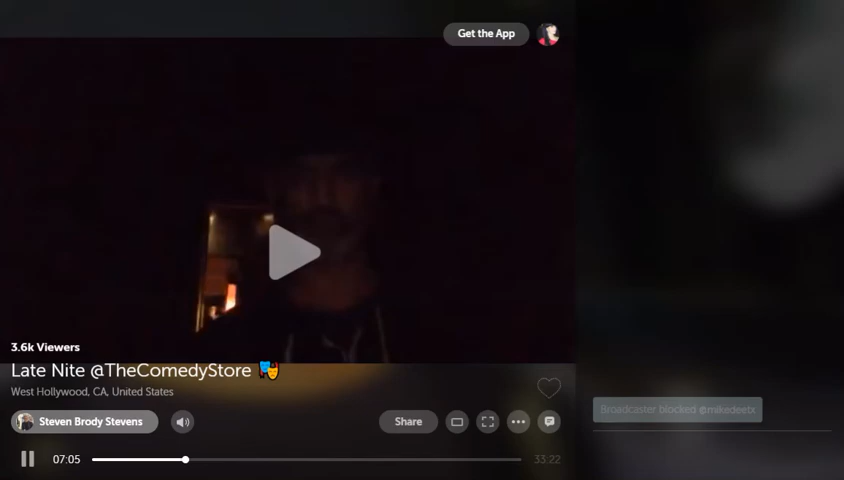 Get the App
3.6k Viewers
Late Nite @TheComedyStore 🎭
West Hollywood, CA, United States
Steven Brody Stevens
Share
Broadcaster blocked @mikedeetx
07:05
33:22